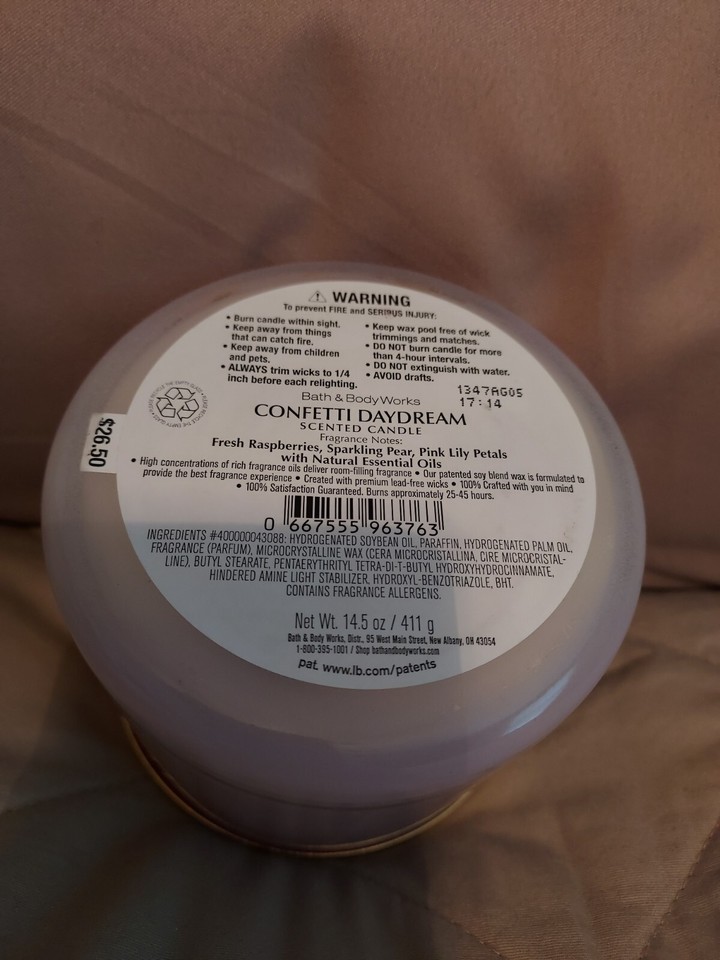 ⚠ WARNING
To prevent FIRE and SERIOUS INJURY:
• Burn candle within sight.
• Keep away from things
that can catch fire.
• Keep away from children
and pets.
• ALWAYS trim wicks to 1/4
inch before each relighting.
• Keep wax pool free of wick
trimmings and matches.
• DO NOT burn candle for more
than 4-hour intervals.
• DO NOT extinguish with water.
• AVOID drafts.
1347AG05
17:14
$26.50
Bath & Body Works
CONFETTI DAYDREAM
SCENTED CANDLE
Fragrance Notes:
Fresh Raspberries, Sparkling Pear, Pink Lily Petals
with Natural Essential Oils
• High concentrations of rich fragrance oils deliver room-filling fragrance • Our patented soy blend wax is formulated to
provide the best fragrance experience • Created with premium lead-free wicks • 100% Crafted with you in mind
• 100% Satisfaction Guaranteed. Burns approximately 25-45 hours.
0 667555 963763
INGREDIENTS #400000043088: HYDROGENATED SOYBEAN OIL, PARAFFIN, HYDROGENATED PALM OIL,
FRAGRANCE (PARFUM), MICROCRYSTALLINE WAX (CERA MICROCRISTALLINA, CIRE MICROCRISTAL-
LINE), BUTYL STEARATE, PENTAERYTHRITYL TETRA-DI-T-BUTYL HYDROXYHYDROCINNAMATE,
HINDERED AMINE LIGHT STABILIZER, HYDROXYL-BENZOTRIAZOLE, BHT.
CONTAINS FRAGRANCE ALLERGENS.
Net Wt. 14.5 oz / 411 g
Bath & Body Works, Distr., 95 West Main Street, New Albany, OH 43054
1-800-395-1001 / Shop bathandbodyworks.com
pat. www.lb.com/patents